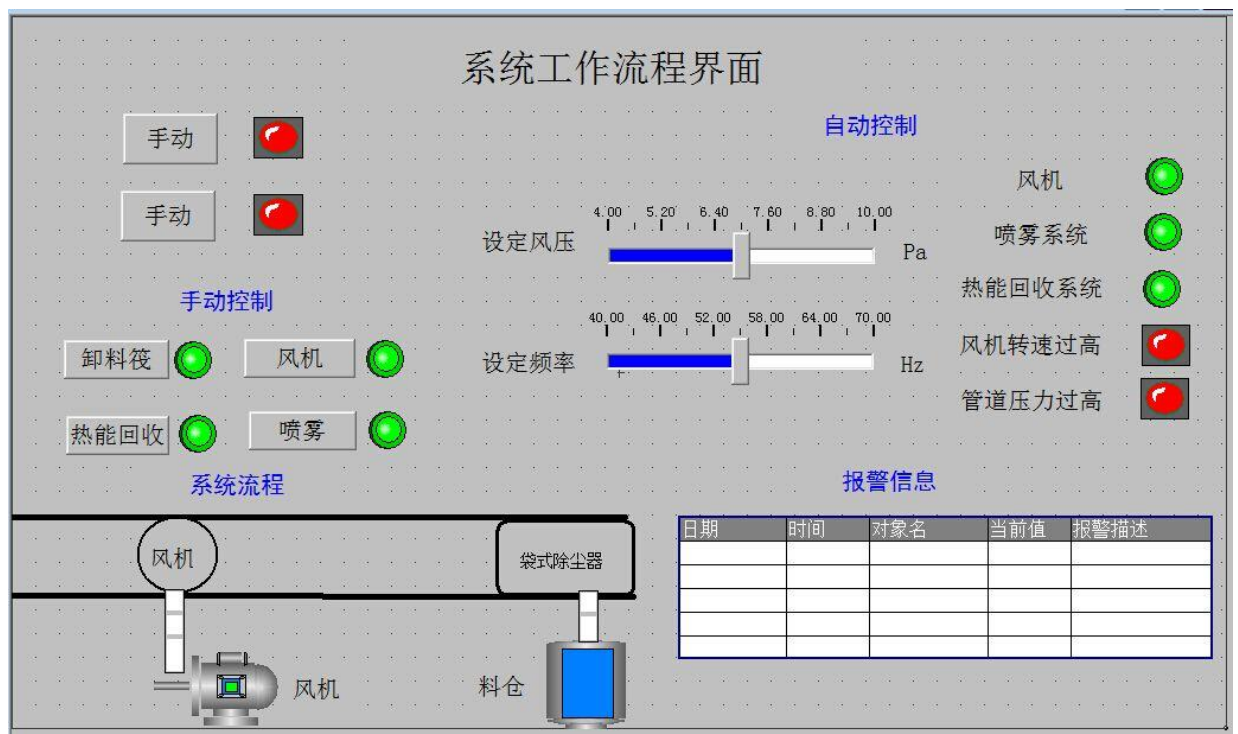 系统工作流程界面
手动
手动
自动控制
风机
喷雾系统
热能回收系统
风机转速过高
管道压力过高
4.00 5.20 6.40 7.60 8.80 10.00
设定风压
Pa
40.00 46.00 52.00 58.00 64.00 70.00
设定频率
Hz
手动控制
卸料筏
风机
热能回收
喷雾
系统流程
风机
袋式除尘器
风机
料仓
报警信息
日期 时间 对象名 当前值 报警描述